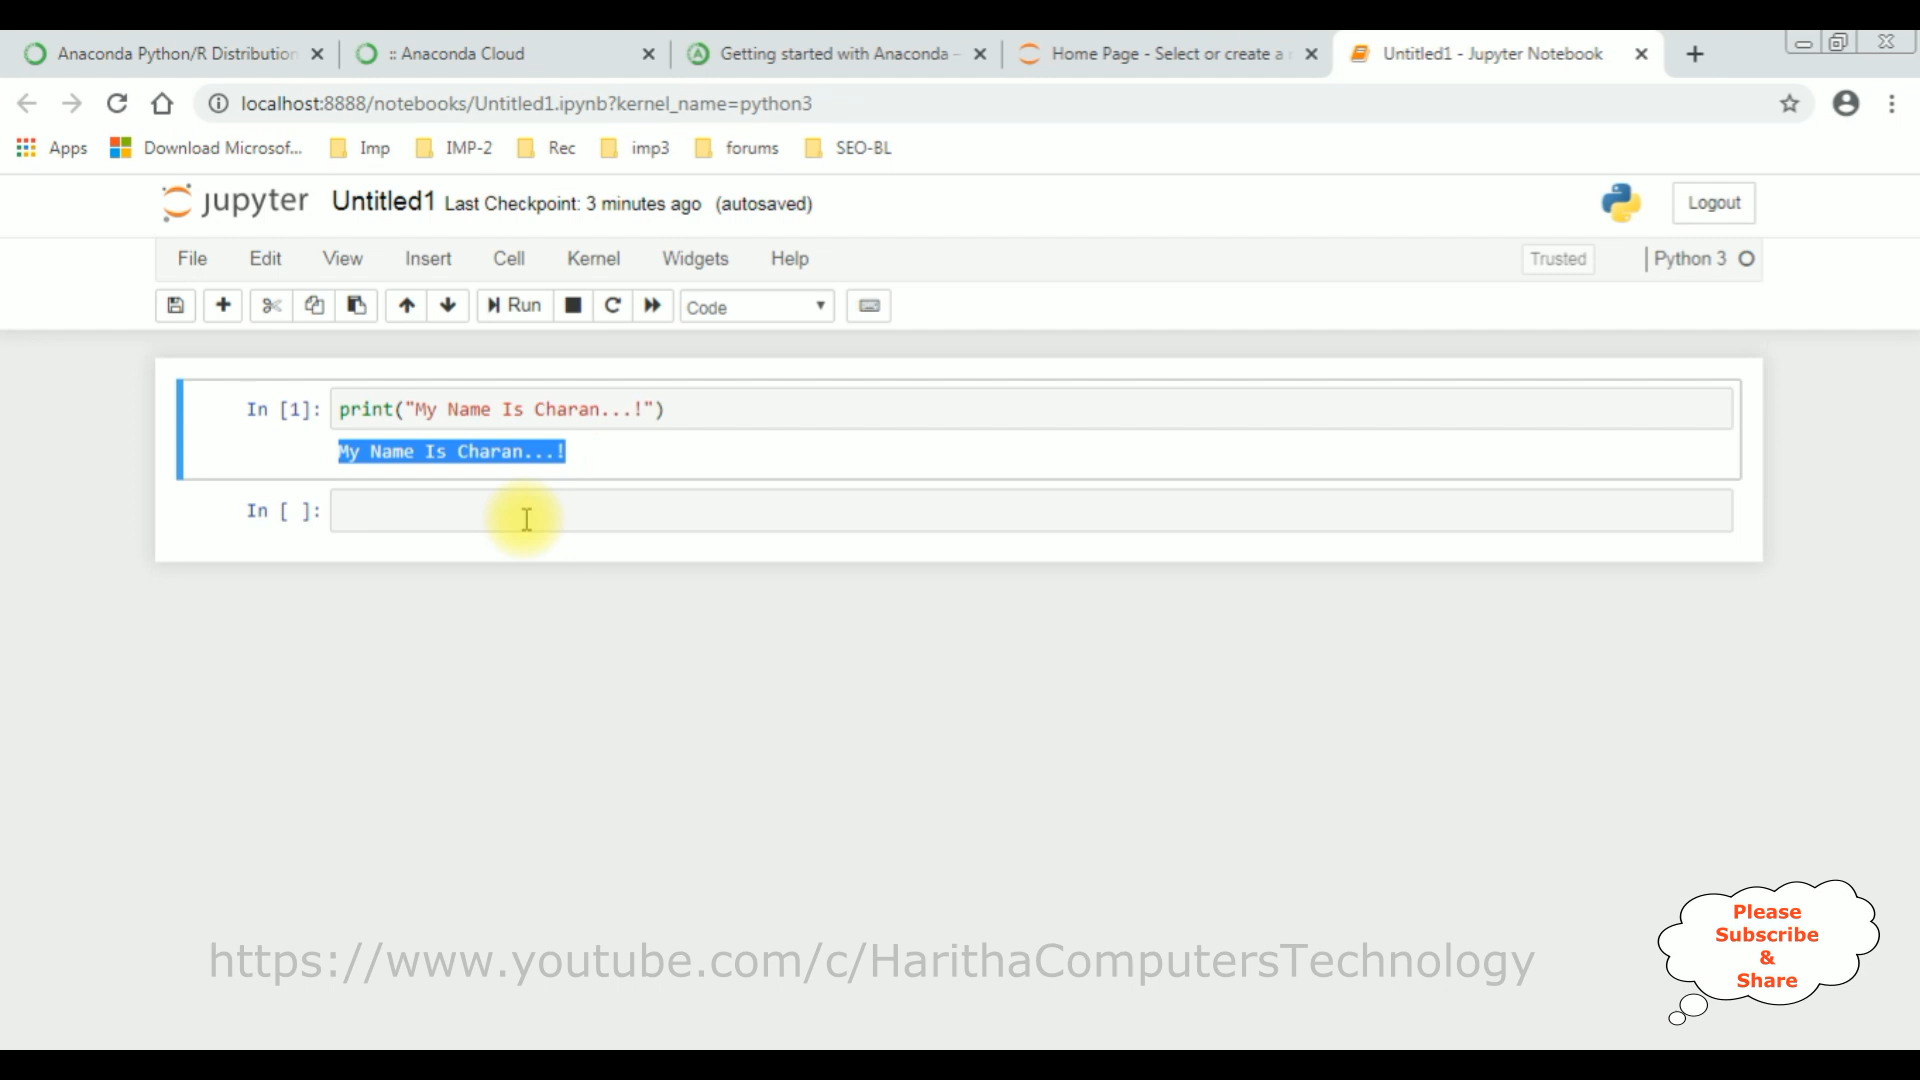 Anaconda Python/R Distribution
:: Anaconda Cloud
Getting started with Anaconda –
Home Page - Select or create a
Untitled1 - Jupyter Notebook
localhost:8888/notebooks/Untitled1.ipynb?kernel_name=python3
Apps
Download Microsof...
Imp
IMP-2
Rec
imp3
forums
SEO-BL
jupyter Untitled1 Last Checkpoint: 3 minutes ago (autosaved)
Logout
File Edit View Insert Cell Kernel Widgets Help
Trusted
Python 3
Run
Code
In [1]: print("My Name Is Charan...!")
My Name Is Charan...!
In [ ]:
https://www.youtube.com/c/HarithaComputersTechnology
Please
Subscribe
&
Share